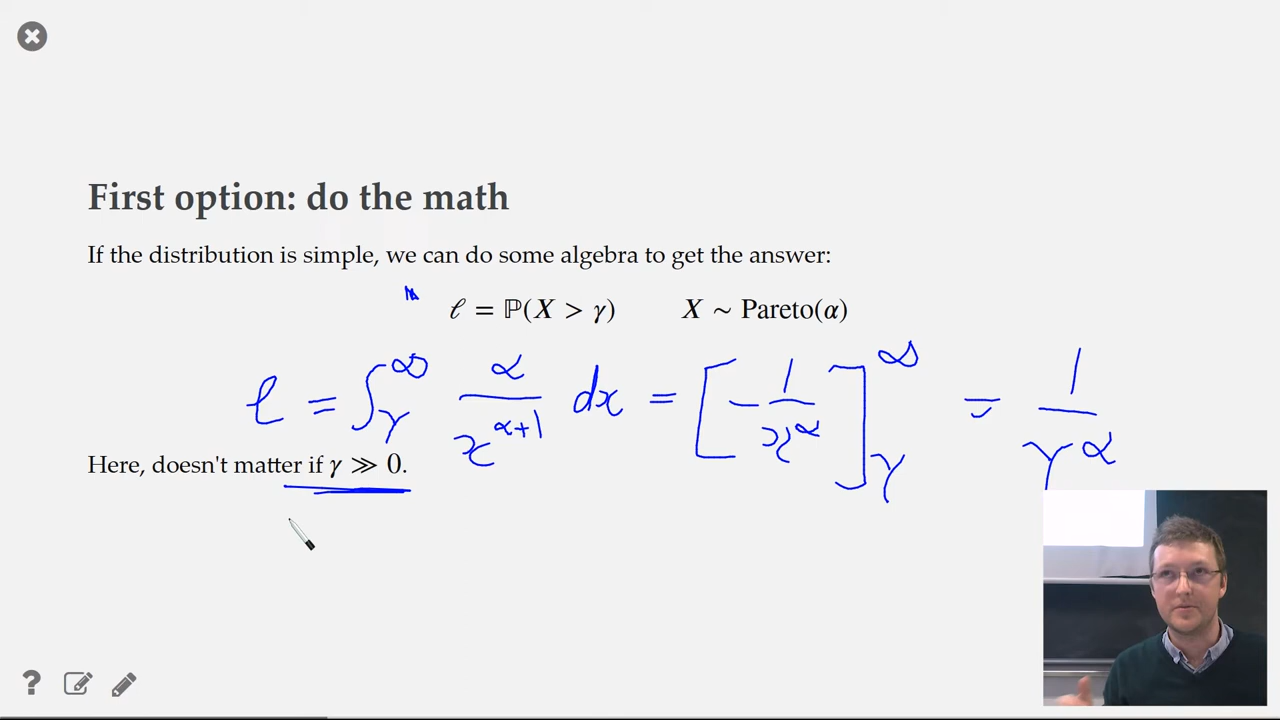 First option: do the math
If the distribution is simple, we can do some algebra to get the answer:
ℓ = ℙ(X > γ) X ∼ Pareto(α)
ℓ = ∫_γ^∞ α/x^{α+1} dx = [−1/x^α]_γ^∞ = 1/γ^α
Here, doesn't matter if γ ≫ 0.
?